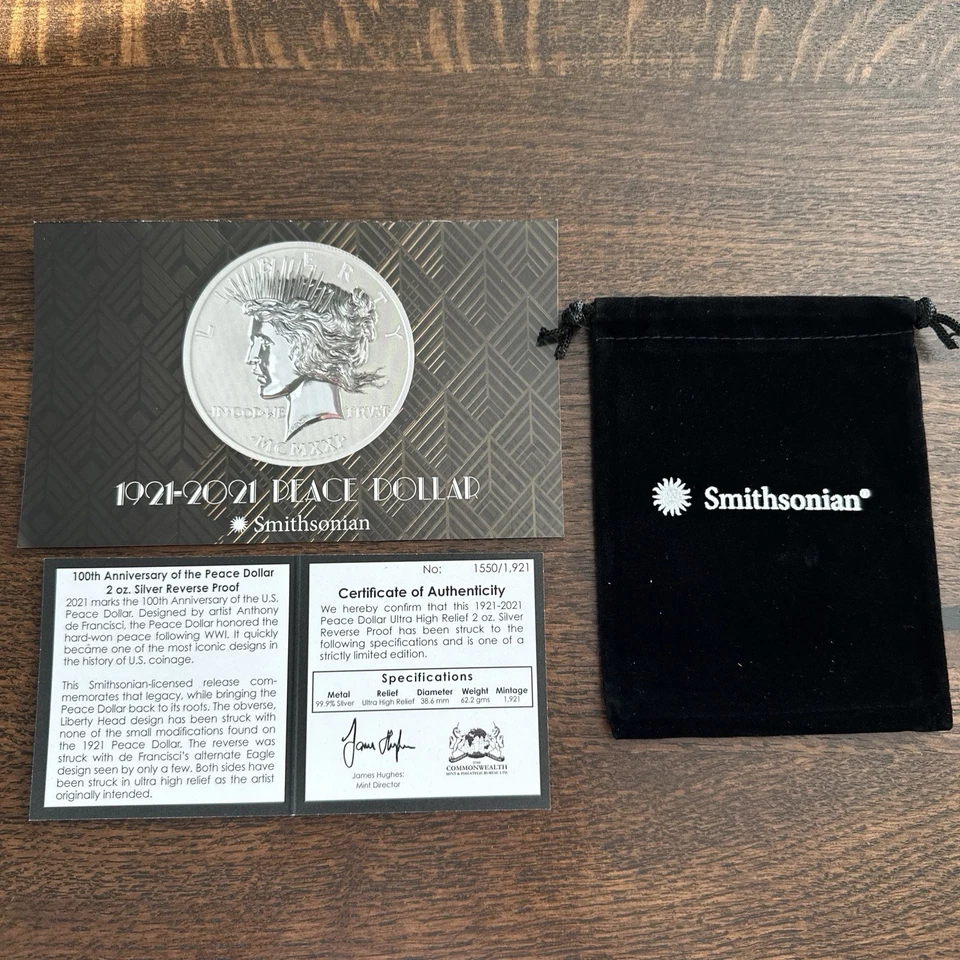 LIBERTY
IN GOD WE TRVST
MCMXXI
1921-2021 PEACE DOLLAR
Smithsonian
Smithsonian®
100th Anniversary of the Peace Dollar
2 oz. Silver Reverse Proof
2021 marks the 100th Anniversary of the U.S.
Peace Dollar. Designed by artist Anthony
de Francisci, the Peace Dollar honored the
hard-won peace following WWI. It quickly
became one of the most iconic designs in
the history of U.S. coinage.
This Smithsonian-licensed release com-
memorates that legacy, while bringing the
Peace Dollar back to its roots. The obverse,
Liberty Head design has been struck with
none of the small modifications found on
the 1921 Peace Dollar. The reverse was
struck with de Francisci's alternate Eagle
design seen by only a few. Both sides have
been struck in ultra high relief as the artist
originally intended.
No: 1550/1,921
Certificate of Authenticity
We hereby confirm that this 1921-2021
Peace Dollar Ultra High Relief 2 oz. Silver
Reverse Proof has been struck to the
following specifications and is one of a
strictly limited edition.
Specifications
Metal Relief Diameter Weight Mintage
99.9% Silver Ultra High Relief 38.6 mm 62.2 gms 1,921
James Hughes:
Mint Director
THE
COMMONWEALTH
MINT & PHILATELIC BUREAU LTD.